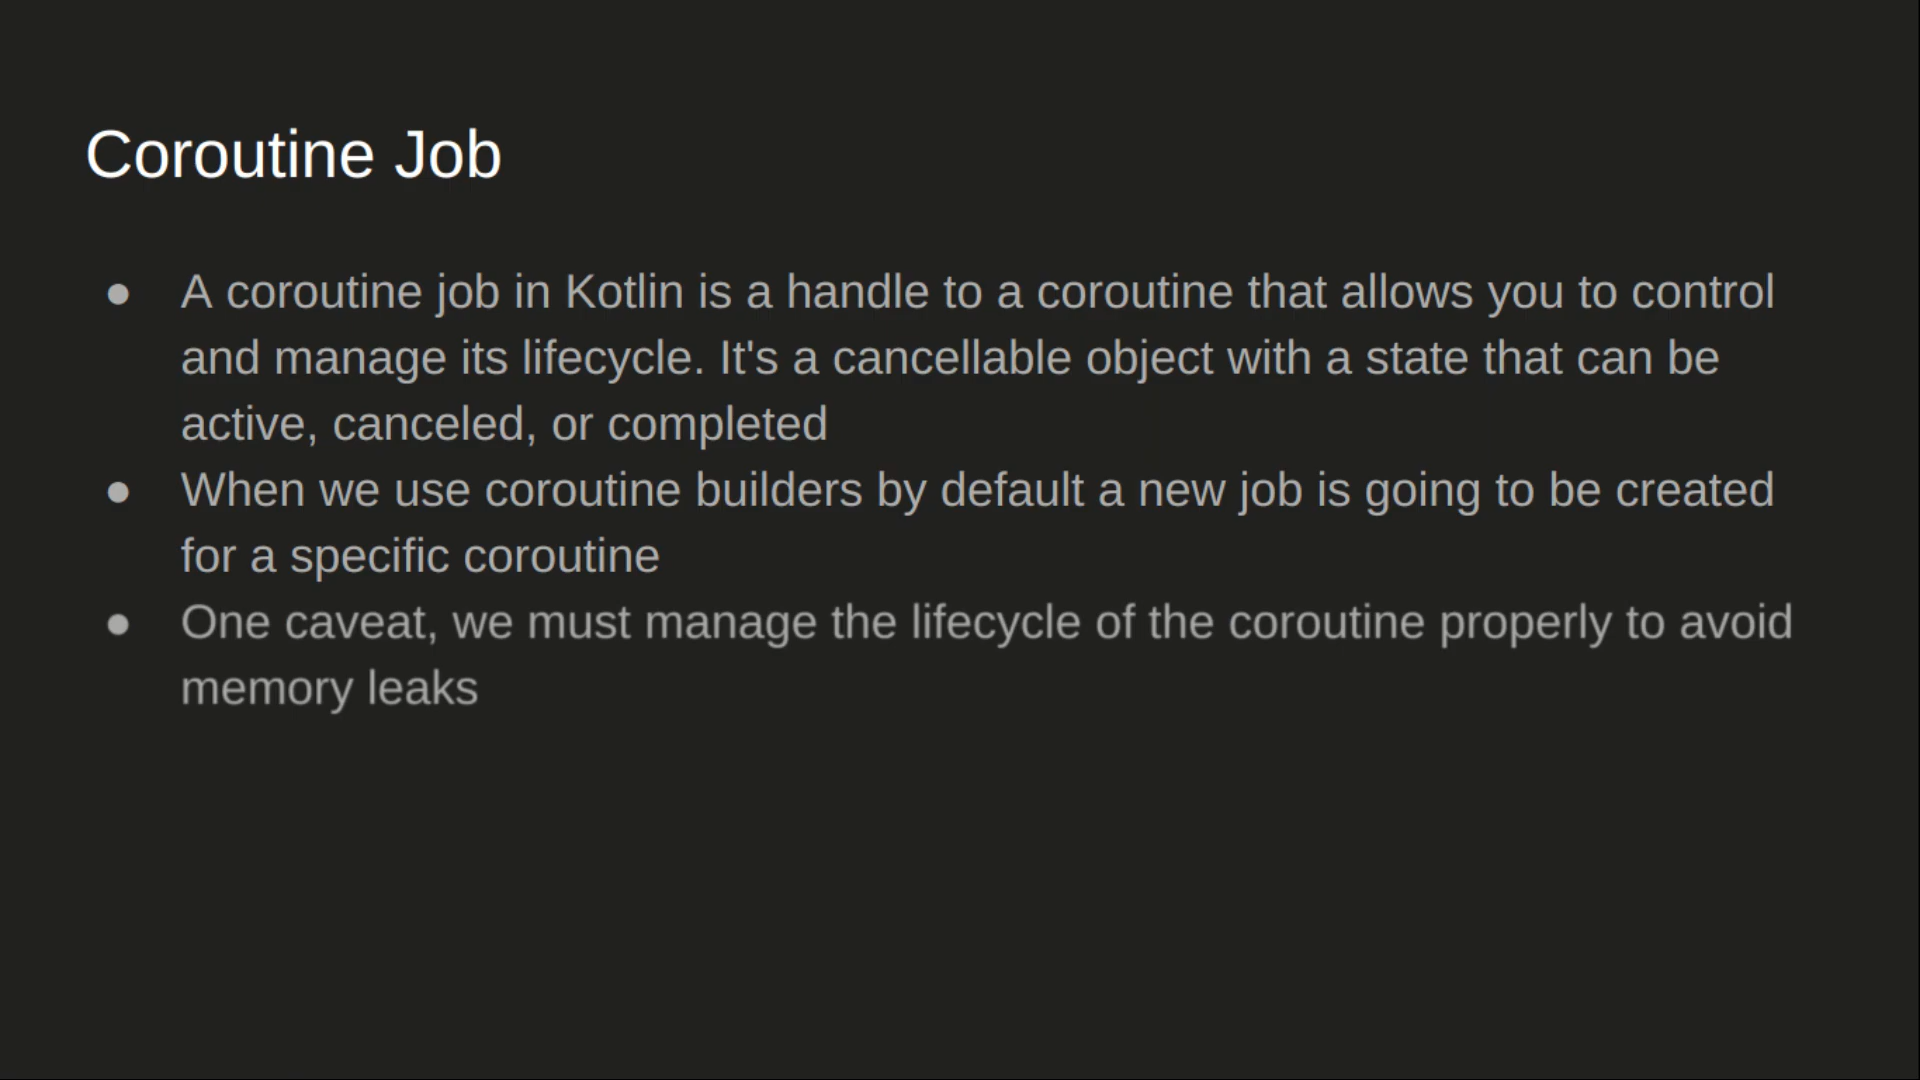 Coroutine Job
● A coroutine job in Kotlin is a handle to a coroutine that allows you to control
and manage its lifecycle. It's a cancellable object with a state that can be
active, canceled, or completed
● When we use coroutine builders by default a new job is going to be created
for a specific coroutine
● One caveat, we must manage the lifecycle of the coroutine properly to avoid
memory leaks